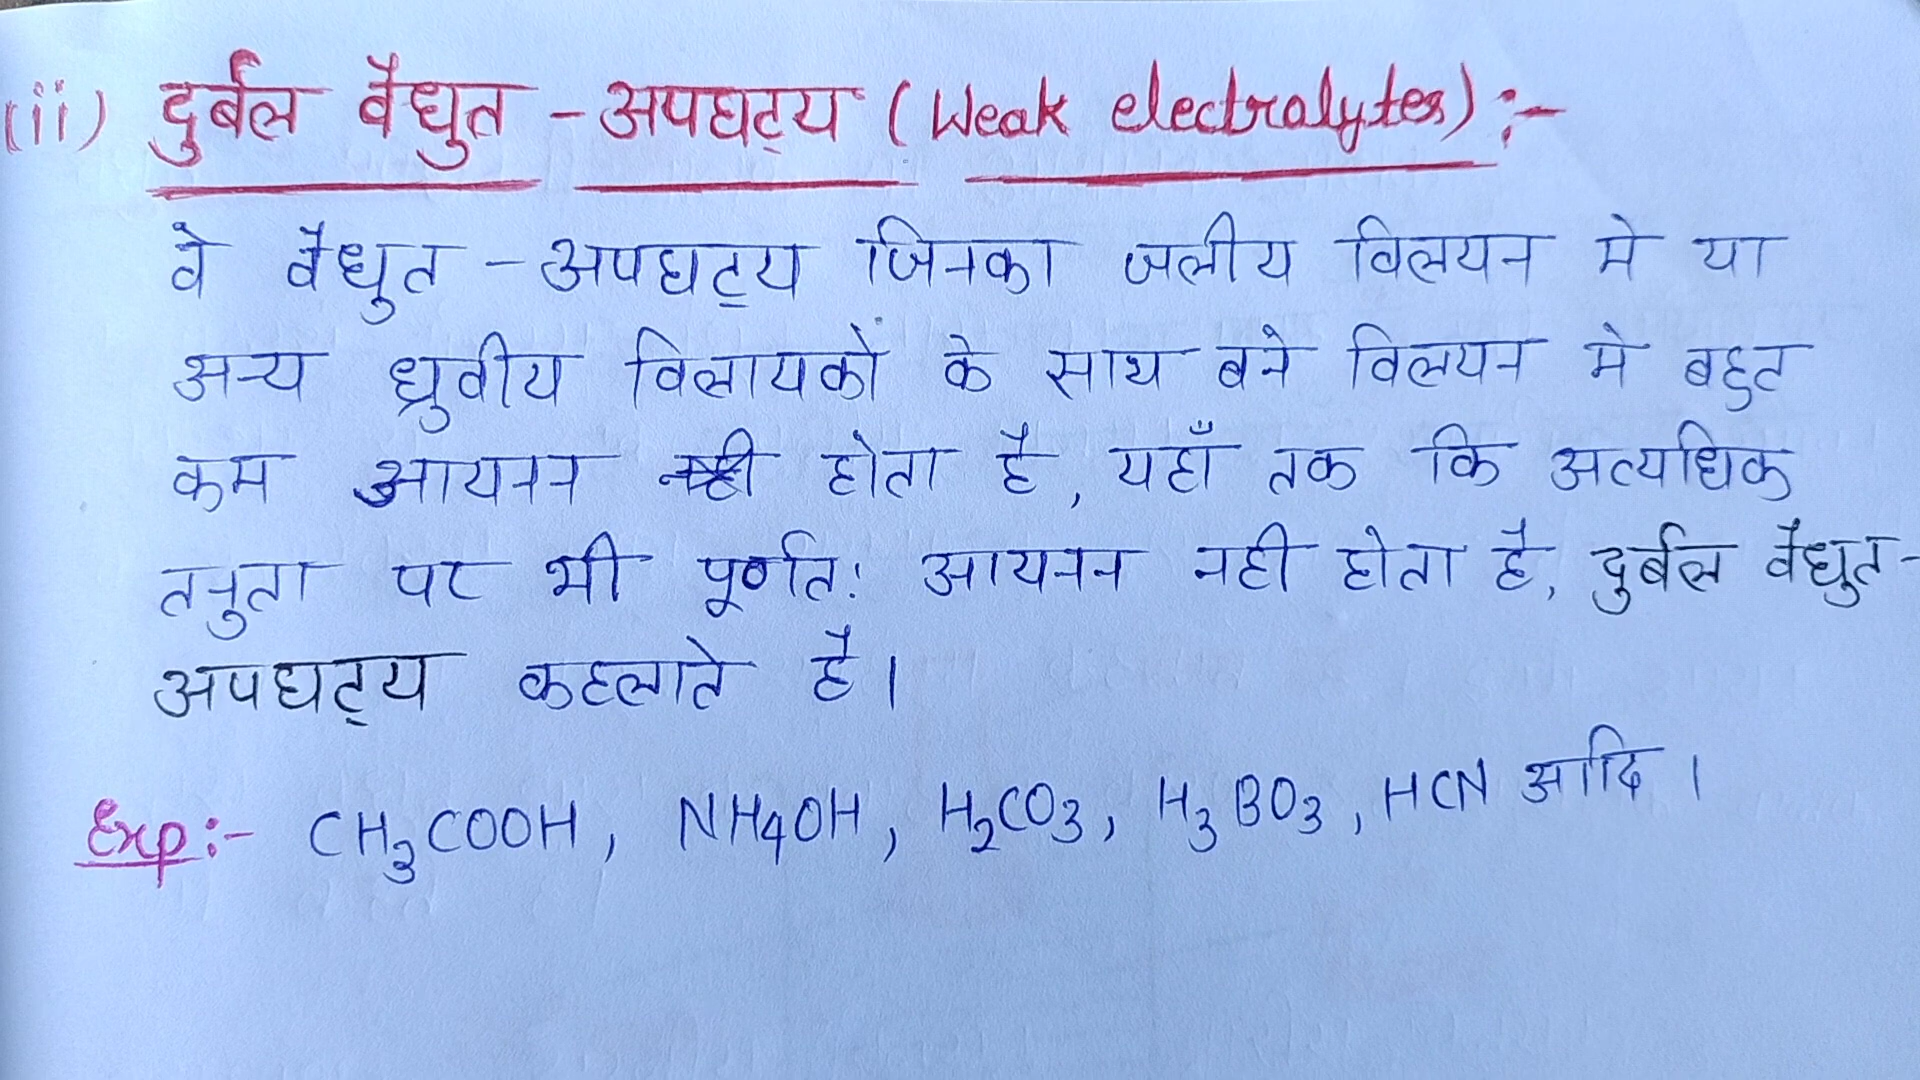 (ii) दुर्बल वैधुत - अपघट्य (Weak electrolytes) :-
वे वैधुत - अपघट्य जिनका जलीय विलयन मे या
अन्य ध्रुवीय विलायकों के साथ बने विलयन मे बहुत
कम आयनन होता है, यहाँ तक कि अत्यधिक
तनुता पर भी पूर्णत: आयनन नही होता है, दुर्बल वैधुत-
अपघट्य कहलाते है।
Exp:- CH₃COOH, NH4OH, H₂CO₃, H₃BO₃, HCN आदि ।